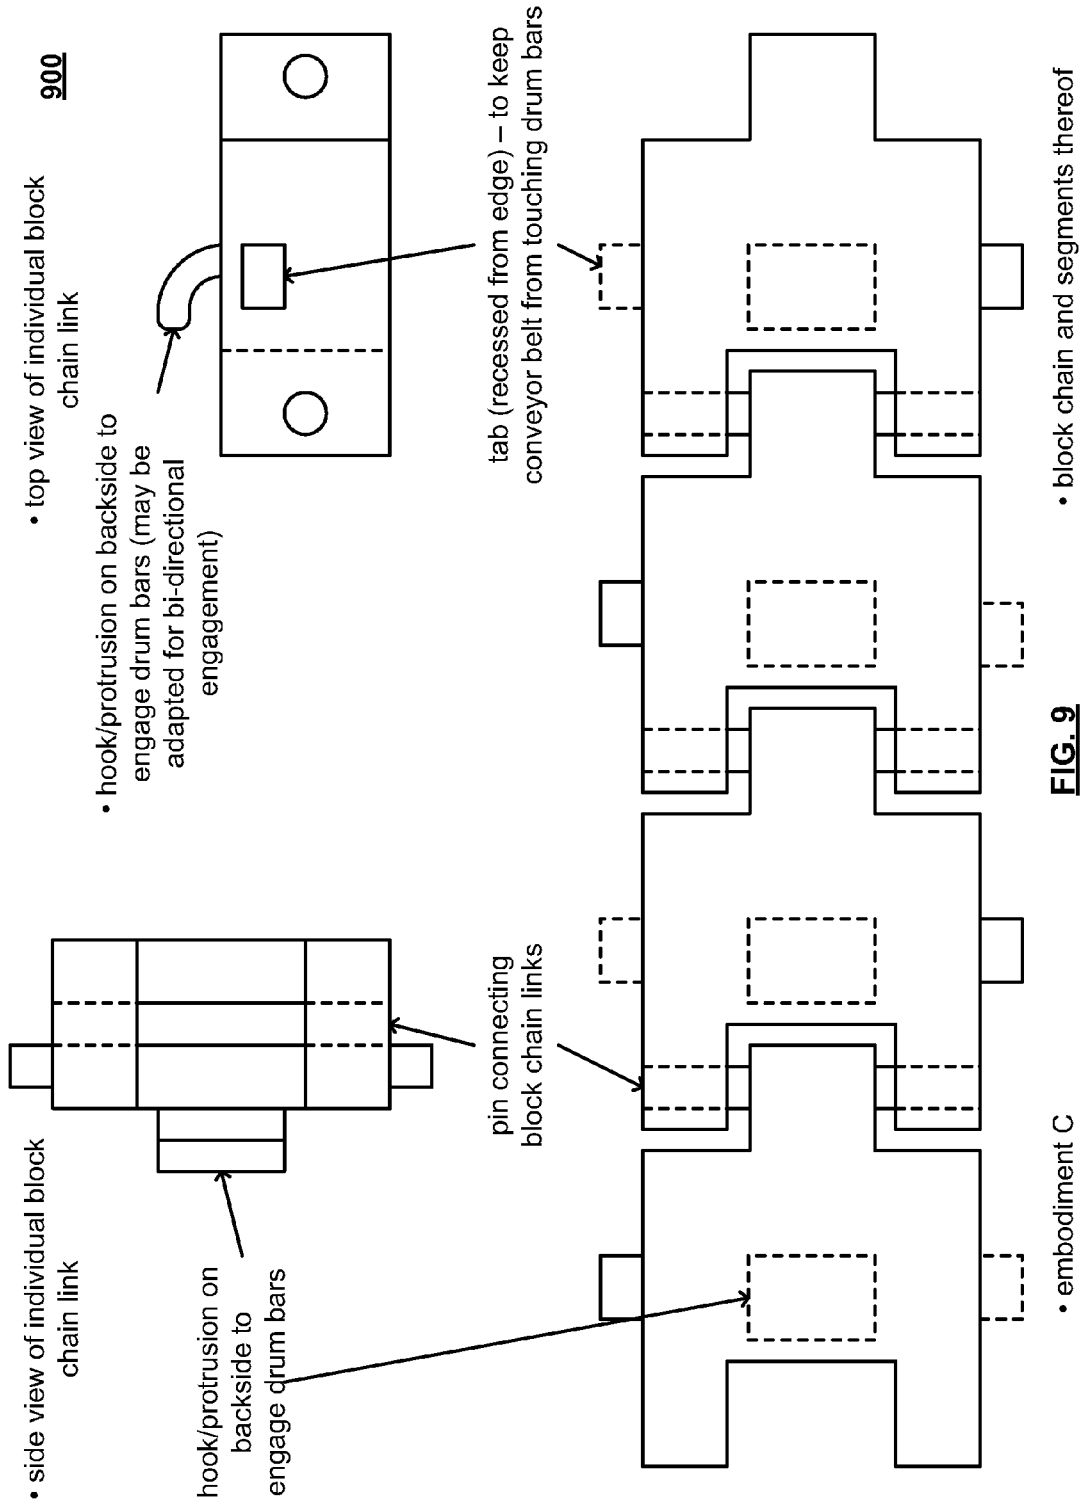 900
• side view of individual block
chain link
• top view of individual block
chain link
hook/protrusion on
backside to
engage drum bars
• hook/protrusion on backside to
engage drum bars (may be
adapted for bi-directional
engagement)
pin connecting
block chain links
tab (recessed from edge) – to keep
conveyor belt from touching drum bars
• embodiment C
• block chain and segments thereof
FIG. 9